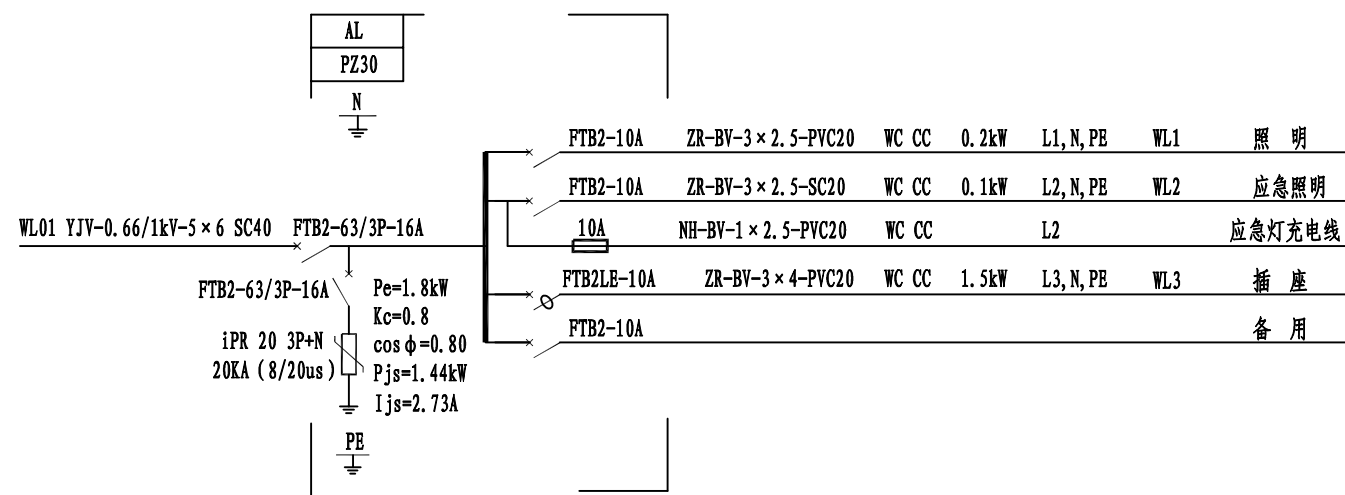 AL
PZ30
N
FTB2-10A ZR-BV-3×2.5-PVC20 WC CC 0.2kW L1,N,PE WL1 照 明
FTB2-10A ZR-BV-3×2.5-SC20 WC CC 0.1kW L2,N,PE WL2 应急照明
WL01 YJV-0.66/1kV-5×6 SC40 FTB2-63/3P-16A
10A NH-BV-1×2.5-PVC20 WC CC L2 应急灯充电线
FTB2LE-10A ZR-BV-3×4-PVC20 WC CC 1.5kW L3,N,PE WL3 插 座
FTB2-10A 备 用
FTB2-63/3P-16A
iPR 20 3P+N
20KA(8/20us)
Pe=1.8kW
Kc=0.8
cosφ=0.80
Pjs=1.44kW
Ijs=2.73A
PE